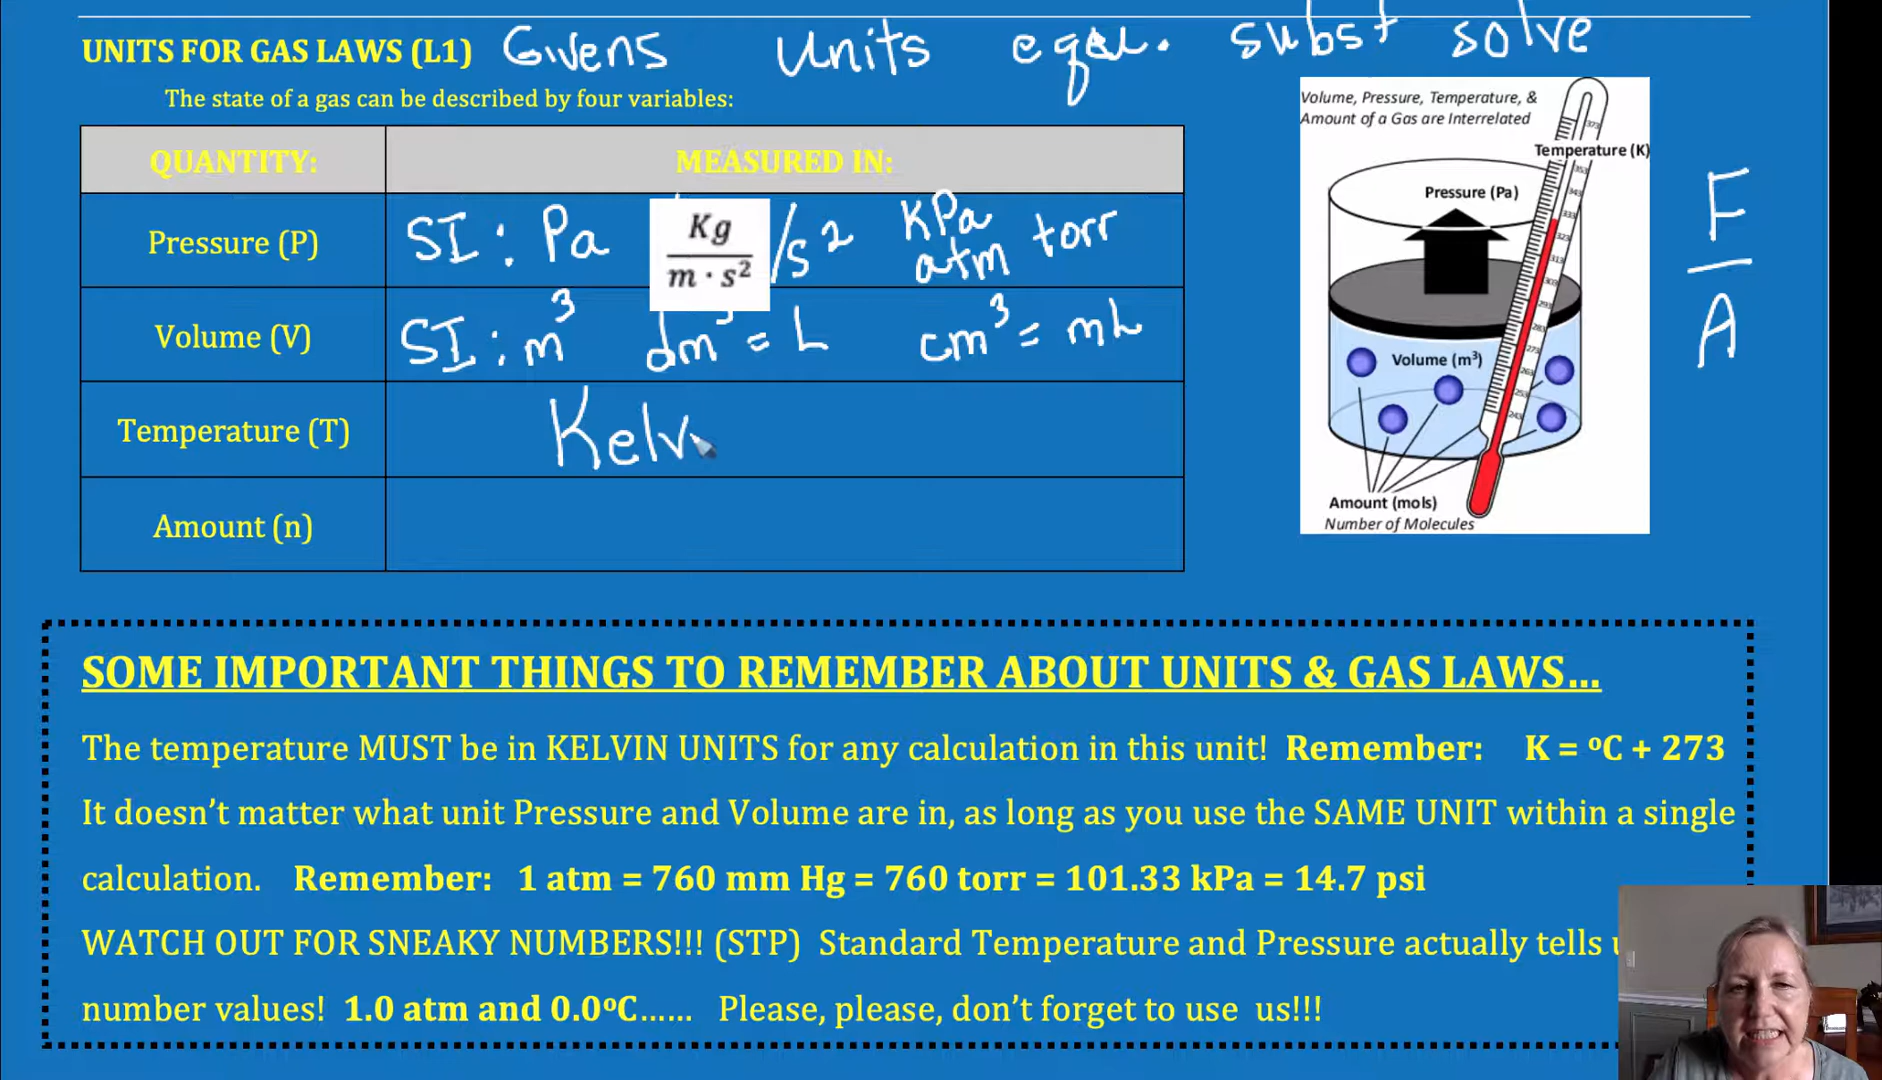 UNITS FOR GAS LAWS (L1) Givens Units equ. subst solve
The state of a gas can be described by four variables:
QUANTITY: MEASURED IN:
Pressure (P) SI: Pa Kg / m · s² /s² KPa atm torr
Volume (V) SI: m³ dm³ = L cm³ = mL
Temperature (T) Kelv
Amount (n)
Volume, Pressure, Temperature, &
Amount of a Gas are Interrelated
Temperature (K)
Pressure (Pa)
Volume (m³)
Amount (mols)
Number of Molecules
F
A
SOME IMPORTANT THINGS TO REMEMBER ABOUT UNITS & GAS LAWS...
The temperature MUST be in KELVIN UNITS for any calculation in this unit! Remember: K = ᵒC + 273
It doesn't matter what unit Pressure and Volume are in, as long as you use the SAME UNIT within a single
calculation. Remember: 1 atm = 760 mm Hg = 760 torr = 101.33 kPa = 14.7 psi
WATCH OUT FOR SNEAKY NUMBERS!!! (STP) Standard Temperature and Pressure actually tells
number values! 1.0 atm and 0.0ᵒC...... Please, please, don't forget to use us!!!